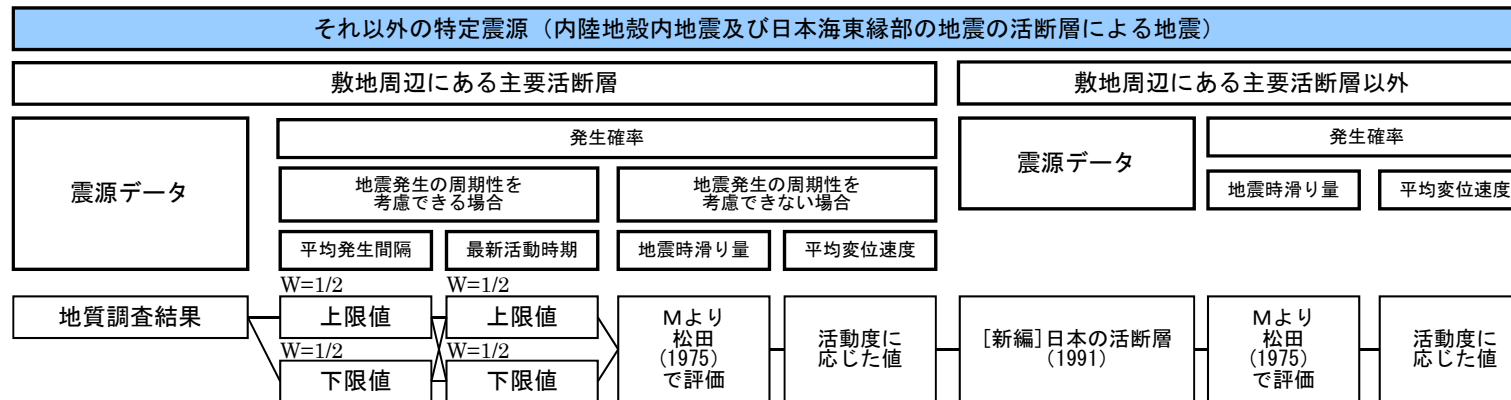 それ以外の特定震源（内陸地殻内地震及び日本海東縁部の地震の活断層による地震）
敷地周辺にある主要活断層
敷地周辺にある主要活断層以外
震源データ
発生確率
地震発生の周期性を
考慮できる場合
地震発生の周期性を
考慮できない場合
平均発生間隔
最新活動時期
地震時滑り量
平均変位速度
震源データ
発生確率
地震時滑り量
平均変位速度
地質調査結果
W=1/2
上限値
W=1/2
下限値
W=1/2
上限値
W=1/2
下限値
Mより
松田
(1975)
で評価
活動度に
応じた値
[新編]日本の活断層
(1991)
Mより
松田
(1975)
で評価
活動度に
応じた値